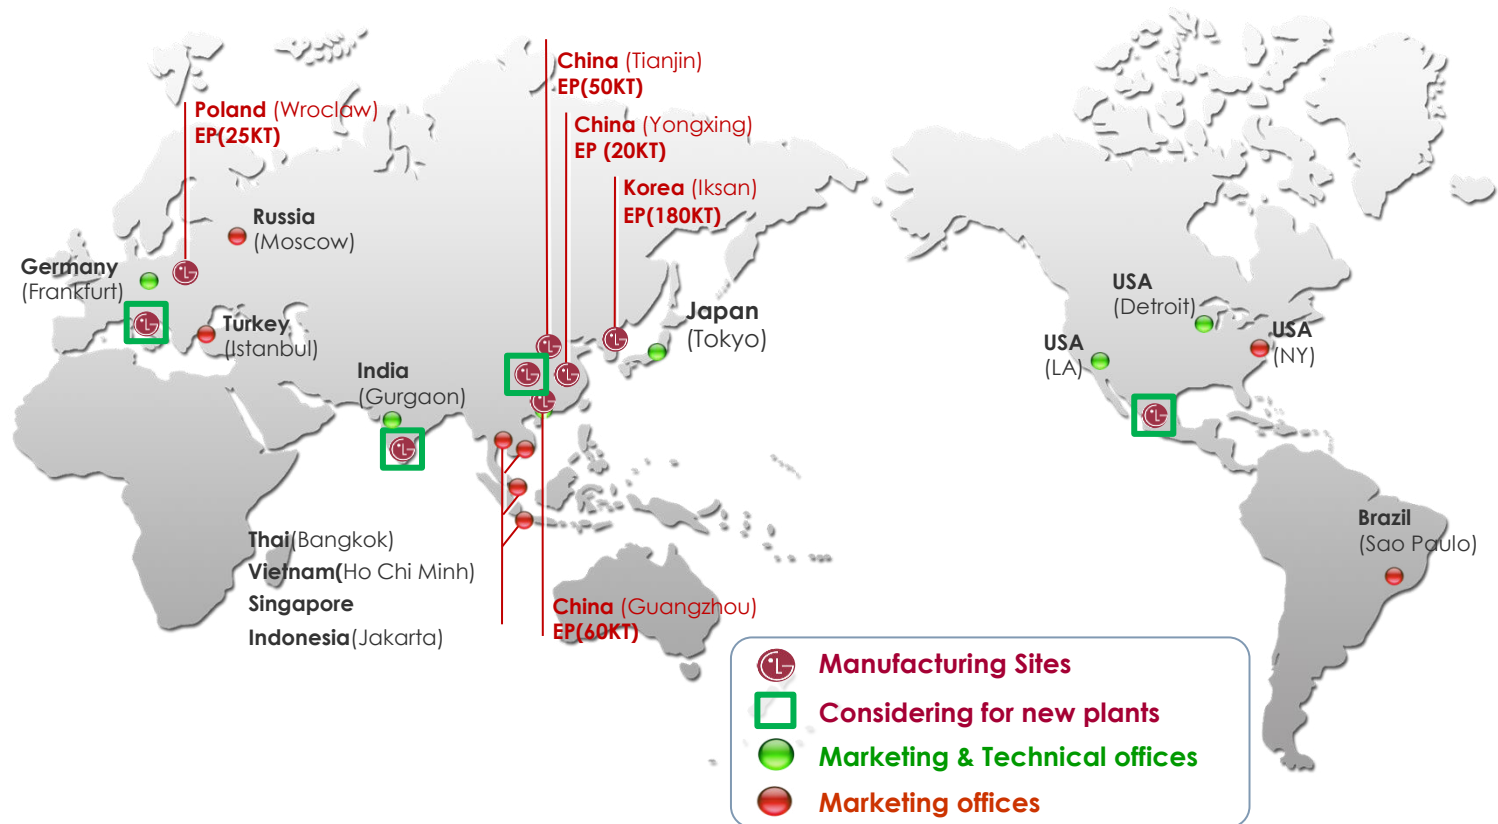 China (Tianjin)
EP(50KT)
Poland (Wroclaw)
EP(25KT)
China (Yongxing)
EP (20KT)
Korea (Iksan)
EP(180KT)
Russia
(Moscow)
Germany
(Frankfurt)
Turkey
(Istanbul)
India
(Gurgaon)
Japan
(Tokyo)
USA
(Detroit)
USA
(LA)
USA
(NY)
Brazil
(Sao Paulo)
Thai(Bangkok)
Vietnam(Ho Chi Minh)
Singapore
Indonesia(Jakarta)
China (Guangzhou)
EP(60KT)
Manufacturing Sites
Considering for new plants
Marketing & Technical offices
Marketing offices